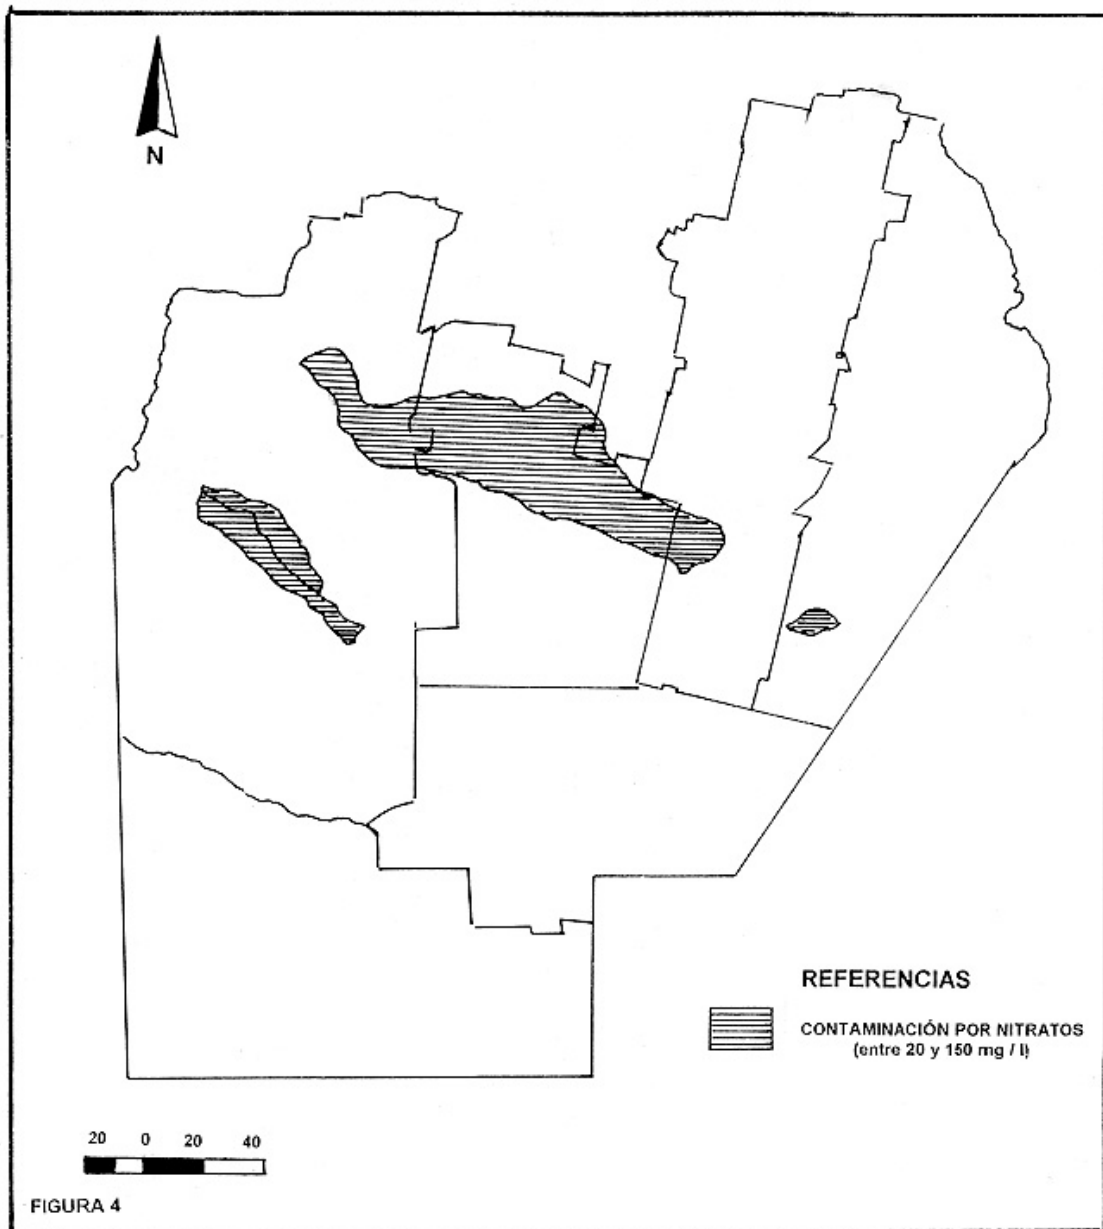 N
REFERENCIAS
CONTAMINACIÓN POR NITRATOS
(entre 20 y 150 mg / l)
20 0 20 40
FIGURA 4